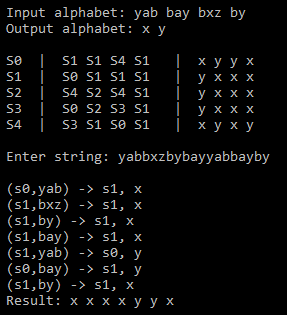 Input alphabet: yab bay bxz by
Output alphabet: x y
S0 | S1 S1 S4 S1 | x y y x
S1 | S0 S1 S1 S1 | y x x x
S2 | S4 S2 S4 S1 | y x x x
S3 | S0 S2 S3 S1 | y x x x
S4 | S3 S1 S0 S1 | x y x y
Enter string: yabbxzbybayyabbayby
(s0,yab) -> s1, x
(s1,bxz) -> s1, x
(s1,by) -> s1, x
(s1,bay) -> s1, x
(s1,yab) -> s0, y
(s0,bay) -> s1, y
(s1,by) -> s1, x
Result: x x x x y y x